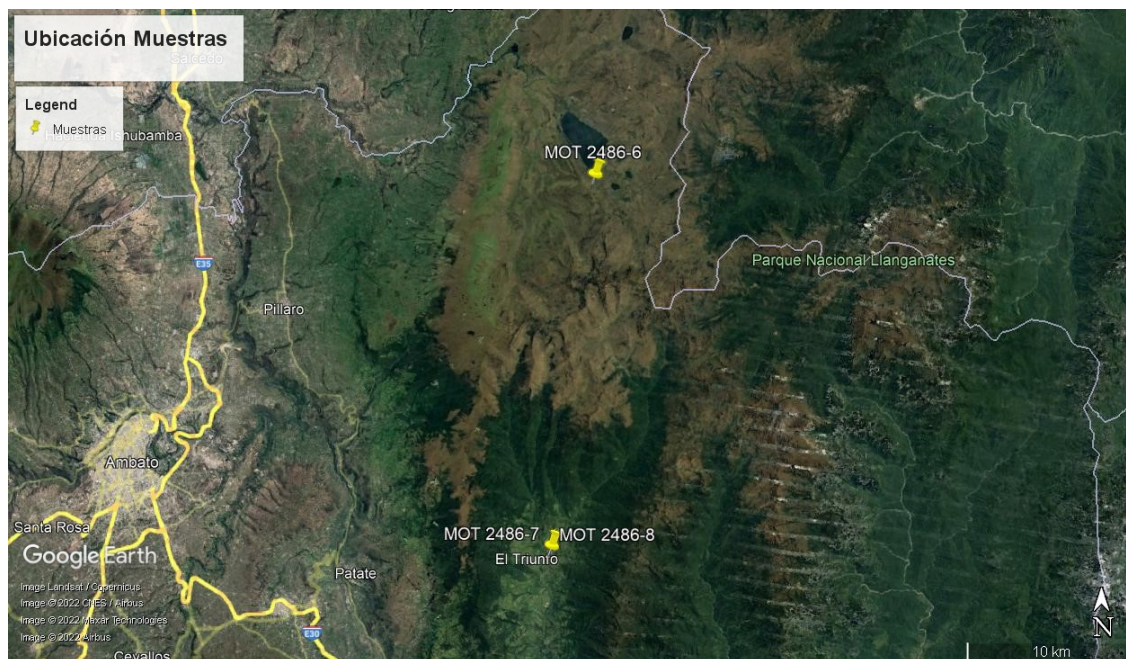 Ubicación Muestras
Salcedo
Legend
Muestras
Ishubamba
MOT 2486-6
E35
Parque Nacional Llanganates
Pillaro
Ambato
Santa Rosa
MOT 2486-7 MOT 2486-8
El Triunfo
Google Earth
Patate
Image Landsat / Copernicus
Image © 2022 CNES / Airbus
Image © 2022 Maxar Technologies
Image © 2022 Airbus
E30
Cevallos
N
10 km